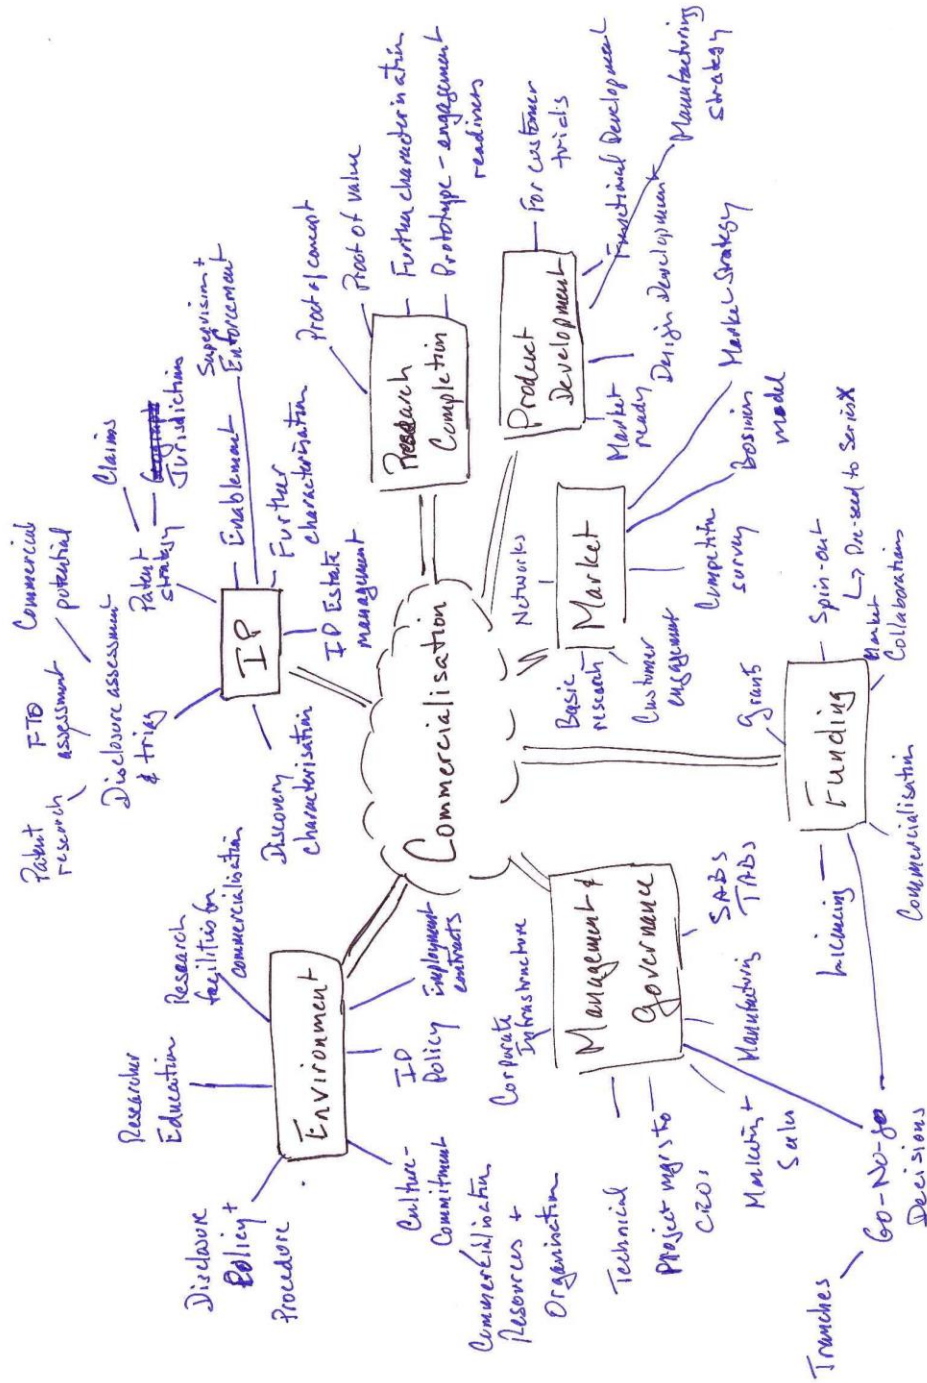 Disclosure
Policy +
Procedure
Researcher
Education
Research
facilities for
commercialisation
Environment
Culture-
Commitment
Commercialisation
Resources +
Organisation
IP
Policy
Employment
contracts
Patent
research
FTO
assessment
Commercial
potential
Disclosure assessment
& triag
Discovery
characterisation
IP
Patent
strategy
Claims
Jurisdictions
Enablement
Supervision +
Enforcement
Further
characterisation
IP Estate
management
Commercialisation
Research
Completion
Proof of concept
Proof of value
Further characterisation
Prototype - engagement
readiness
Product
Development
For customer
trials
Functional Development
Manufacturing
strategy
Design Development
Market
ready
Market
Networks
Basic
research
Customer
engagement
Competitor
survey
Business
model
Market Strategy
Funding
Grant
Spin-out
↳ Pre-seed to Series X
Market
Collaborations
Commercialisation
Licencing
Management &
Governance
Corporate
Infrastructure
Technical
Project mgrs to
CEOs
Marketing +
Sales
Manufacturing
SABs
TABs
Go-No-go
Decisions
Tranches